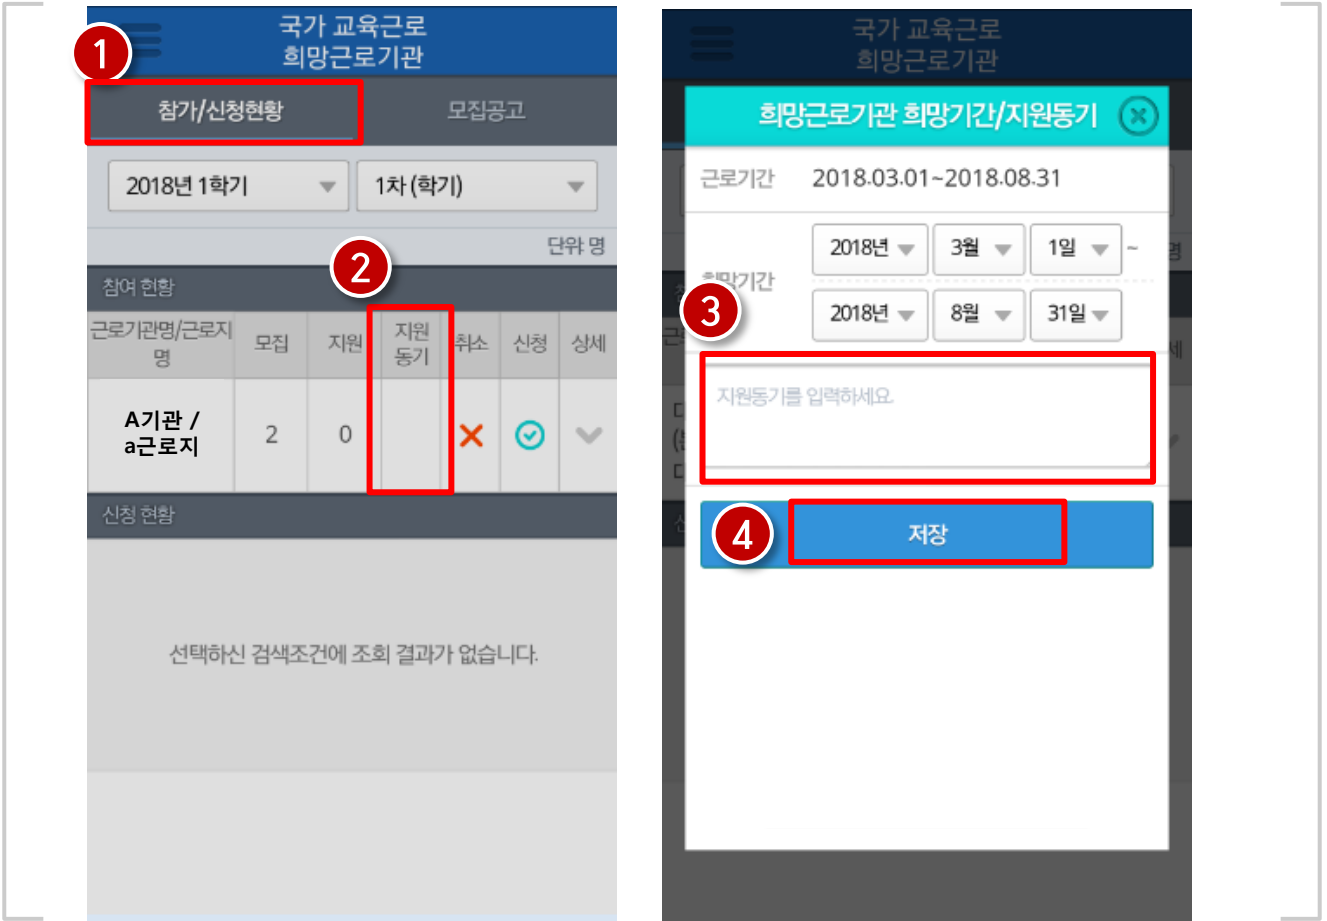 1
국가 교육근로
희망근로기관
참가/신청현황 모집공고
2018년 1학기 1차 (학기)
단위: 명
2
참여 현황
근로기관명/근로지명 모집 지원 지원동기 취소 신청 상세
A기관 /
a근로지
2 0
신청 현황
선택하신 검색조건에 조회 결과가 없습니다.
국가 교육근로
희망근로기관
희망근로기관 희망기간/지원동기
근로기간 2018.03.01~2018.08.31
희망기간
2018년 3월 1일 ~
2018년 8월 31일
3
지원동기를 입력하세요.
4
저장